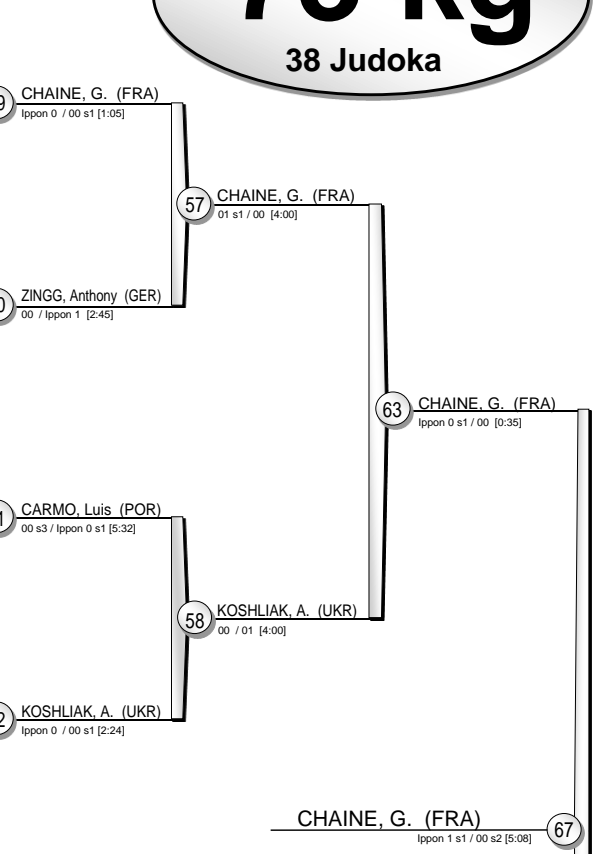 38 Judoka
CHAINE, G. (FRA)
Ippon 0 / 00 s1 [1:05]
57
CHAINE, G. (FRA)
01 s1 / 00 [4:00]
ZINGG, Anthony (GER)
00 / Ippon 1 [2:45]
63
CHAINE, G. (FRA)
Ippon 0 s1 / 00 [0:35]
CARMO, Luis (POR)
00 s3 / Ippon 0 s1 [5:32]
58
KOSHLIAK, A. (UKR)
00 / 01 [4:00]
KOSHLIAK, A. (UKR)
Ippon 0 / 00 s1 [2:24]
CHAINE, G. (FRA)
Ippon 1 s1 / 00 s2 [5:08]
67